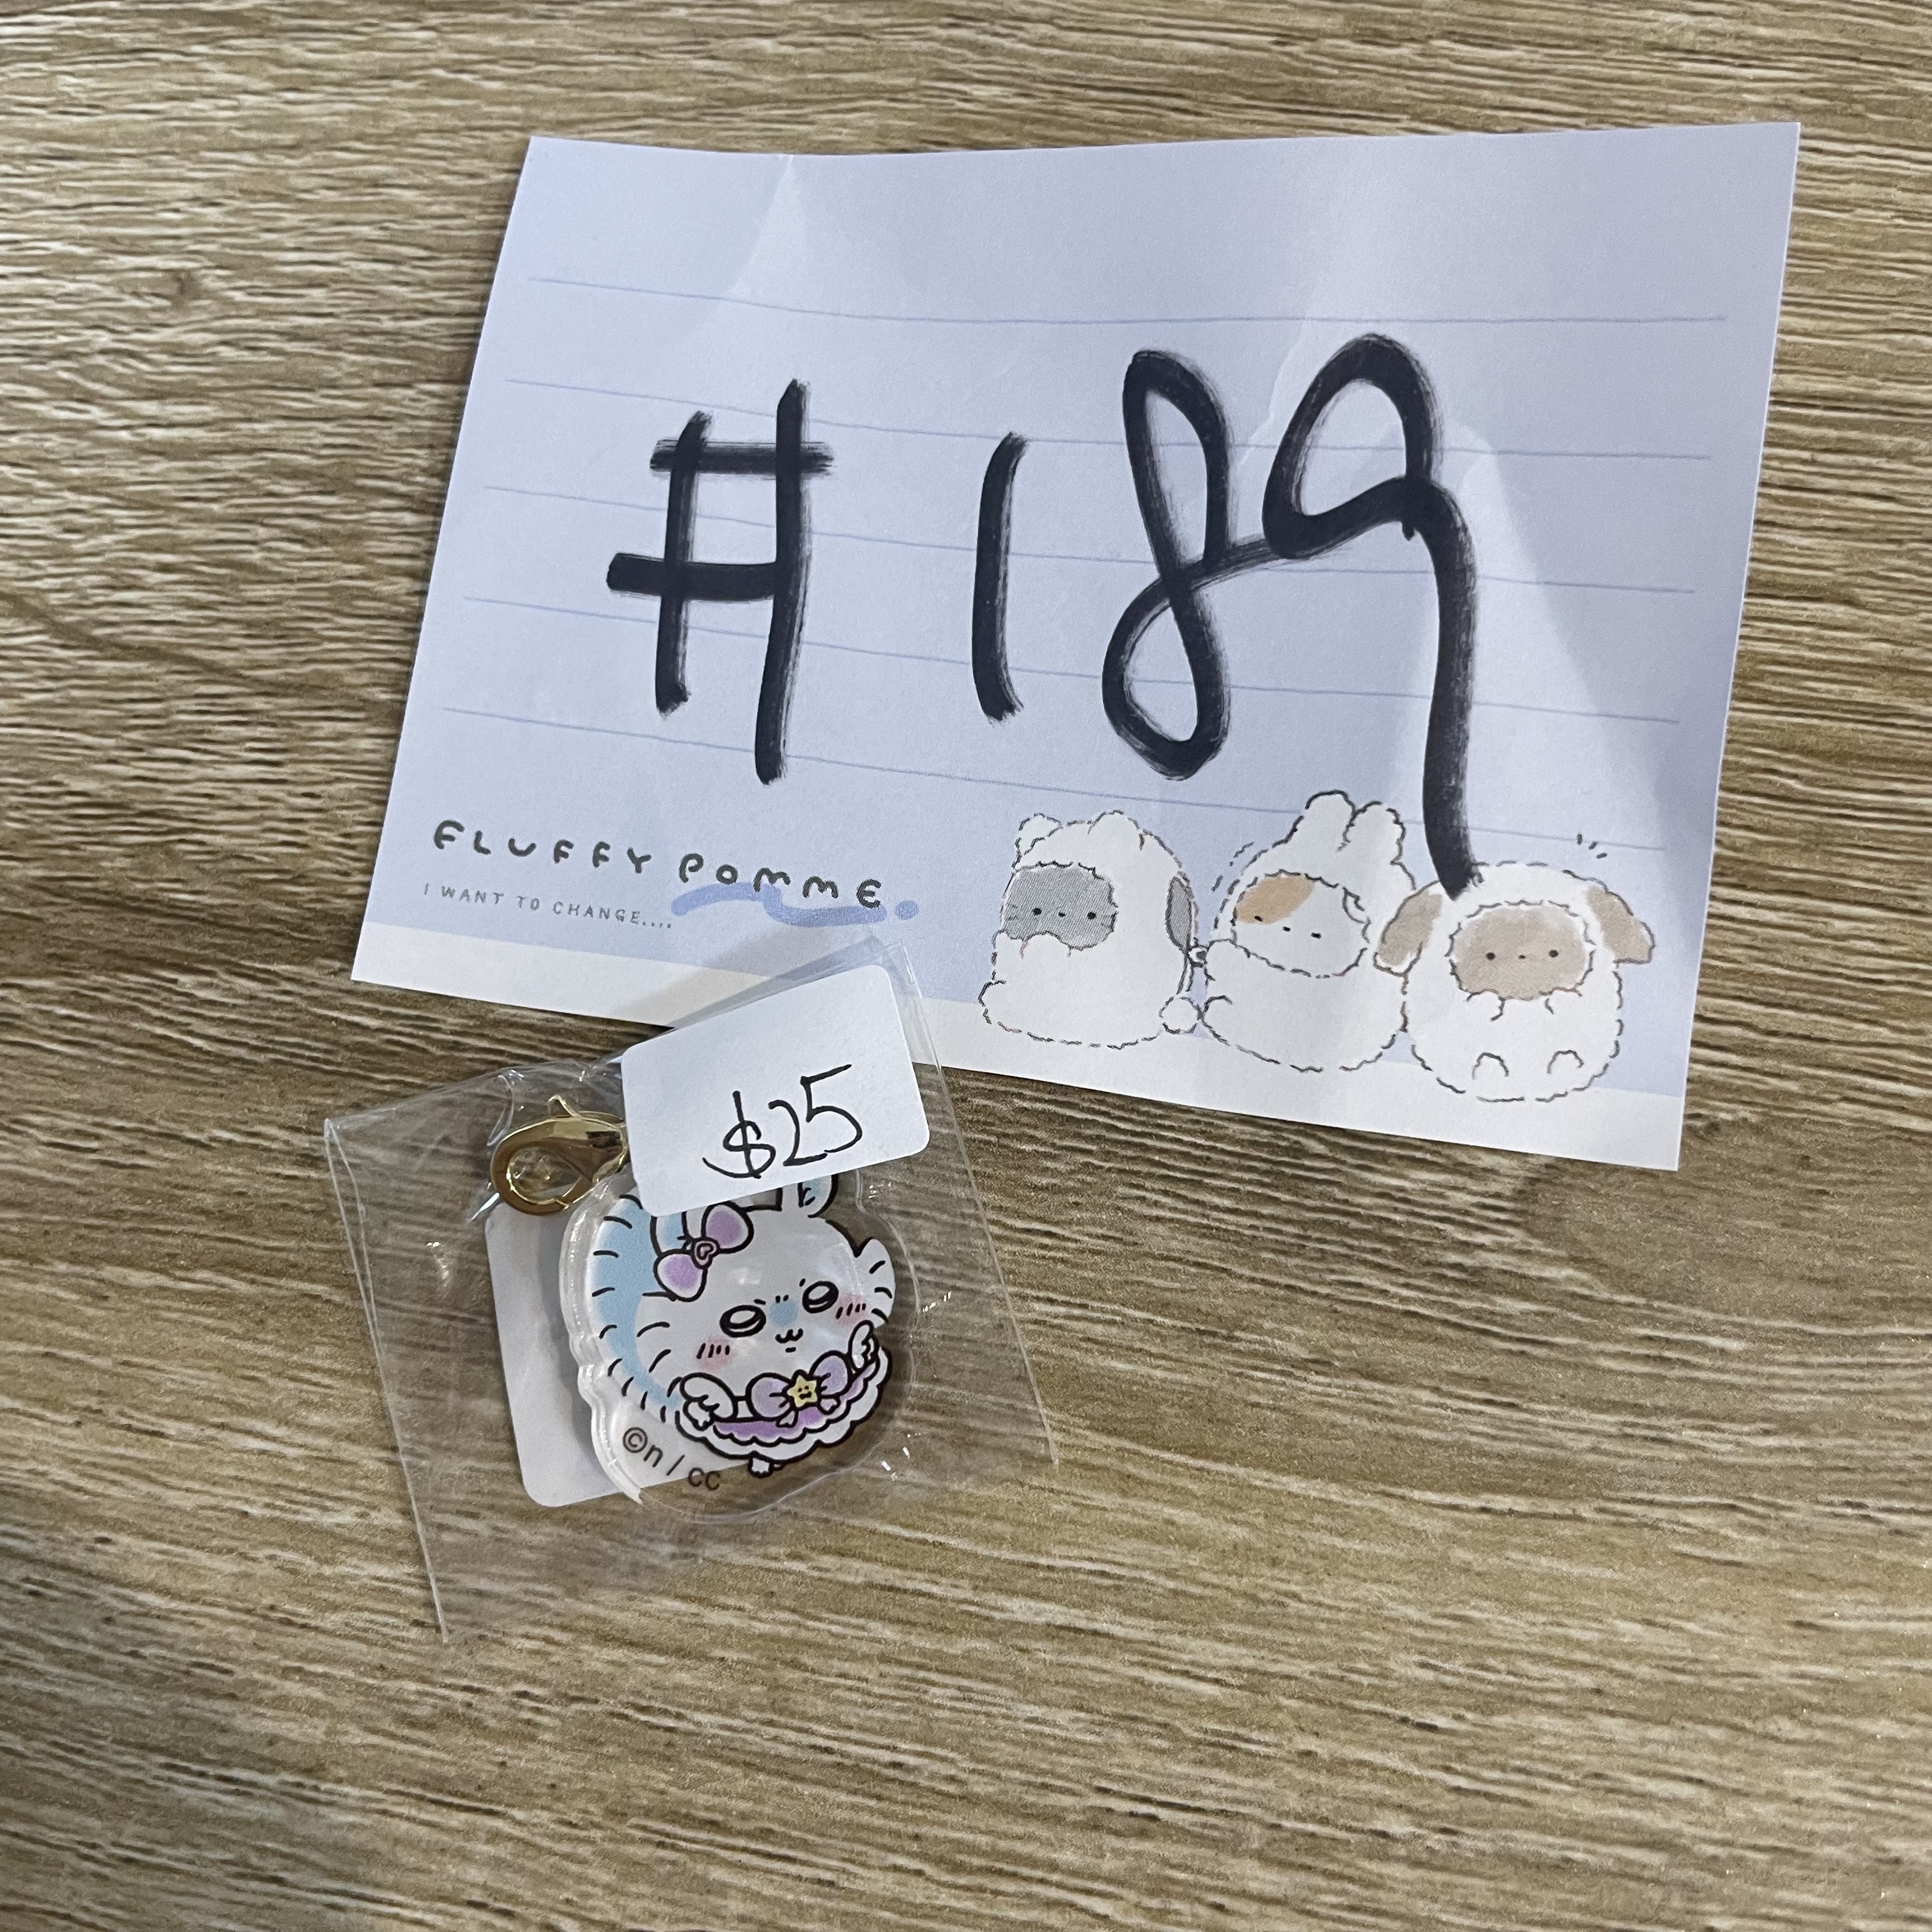 #189
FLUFFY POMME.
I WANT TO CHANGE....
$25
©n / cc